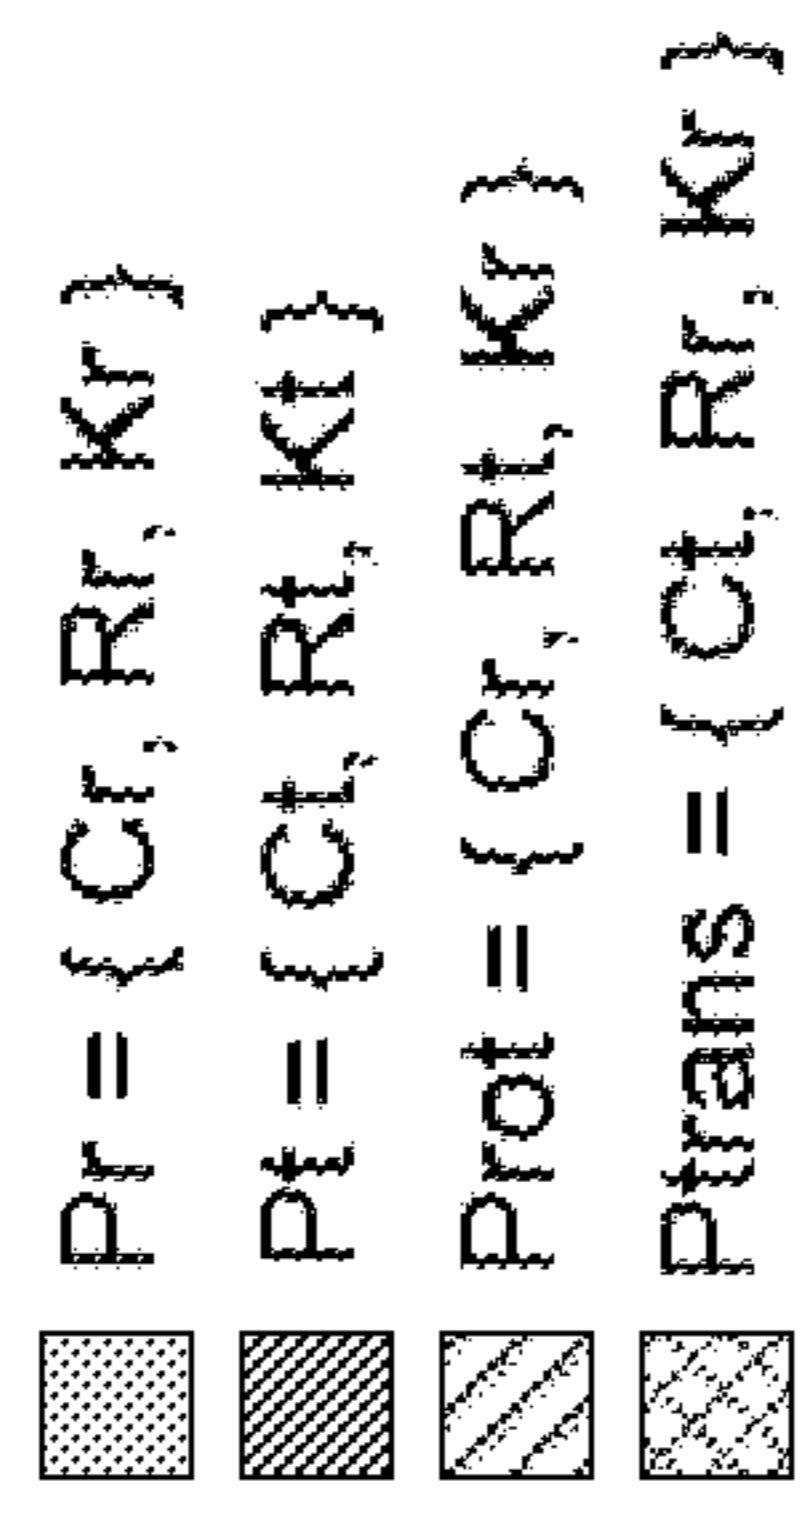 Pr = { Cr, Rr, Kr }
Pt = { Ct, Rt, Kt }
Prot = { Cr, Rt, Kr }
Ptrans = { Ct, Rr, Kr }